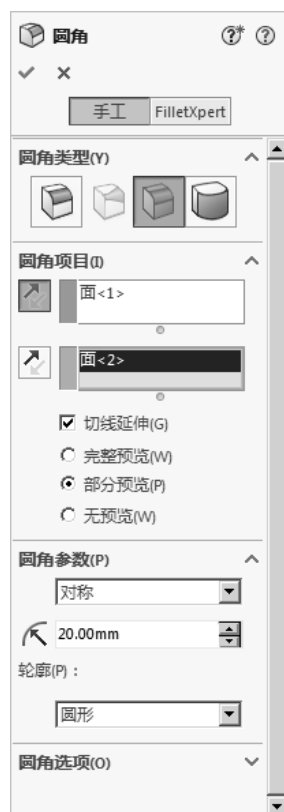 圆角
手工 FilletXpert
圆角类型(Y)
圆角项目(I)
面<1>
面<2>
切线延伸(G)
完整预览(W)
部分预览(P)
无预览(W)
圆角参数(P)
对称
20.00mm
轮廓(P)：
圆形
圆角选项(O)